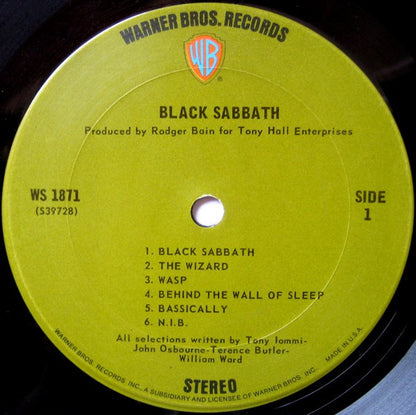 WARNER BROS. RECORDS
WB
®
BLACK SABBATH
Produced by Rodger Bain for Tony Hall Enterprises
WS 1871
(S39728)
SIDE
1
1. BLACK SABBATH
2. THE WIZARD
3. WASP
4. BEHIND THE WALL OF SLEEP
5. BASSICALLY
6. N.I.B.
All selections written by Tony Iommi-
John Osbourne-Terence Butler-
William Ward
STEREO
WARNER BROS. RECORDS INC., A SUBSIDIARY AND LICENSEE OF WARNER BROS. INC. MADE IN U.S.A.